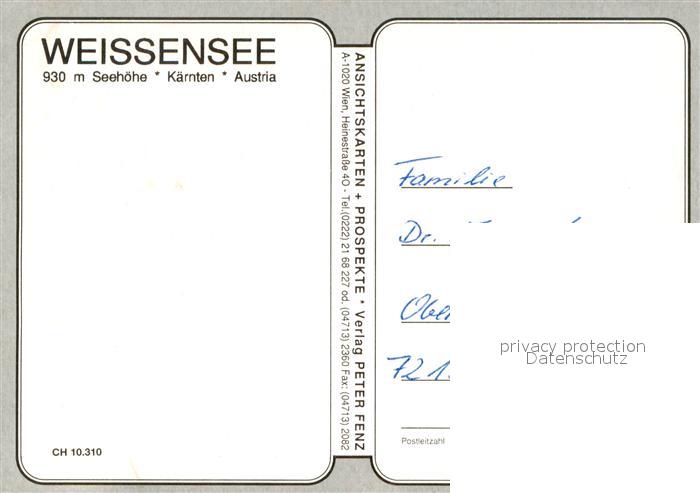 WEISSENSEE
930 m Seehöhe * Kärnten * Austria
CH 10.310
ANSICHTSKARTEN + PROSPEKTE * Verlag PETER FENZ
A-1020 Wien, Heinestraße 40 - Tel.(0222) 21 68 227 od. (04713) 2360 Fax: (04713) 2082
Familie
Dr.
privacy protection
Datenschutz
Postleitzahl